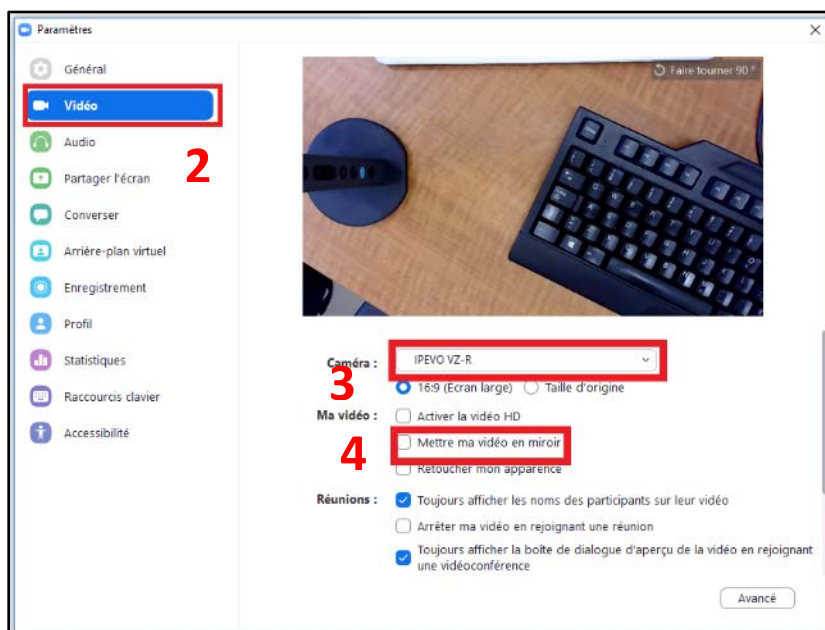 Paramètres
Général
Vidéo
2
Audio
Partager l'écran
Converser
Arrière-plan virtuel
Enregistrement
Profil
Statistiques
Raccourcis clavier
Accessibilité
Faire tourner 90 °
Caméra : IPEVO VZ-R
3
16:9 (Ecran large) Taille d'origine
Ma vidéo : Activer la vidéo HD
4 Mettre ma vidéo en miroir
Retoucher mon apparence
Réunions : Toujours afficher les noms des participants sur leur vidéo
Arrêter ma vidéo en rejoignant une réunion
Toujours afficher la boîte de dialogue d'aperçu de la vidéo en rejoignant
une vidéoconférence
Avancé